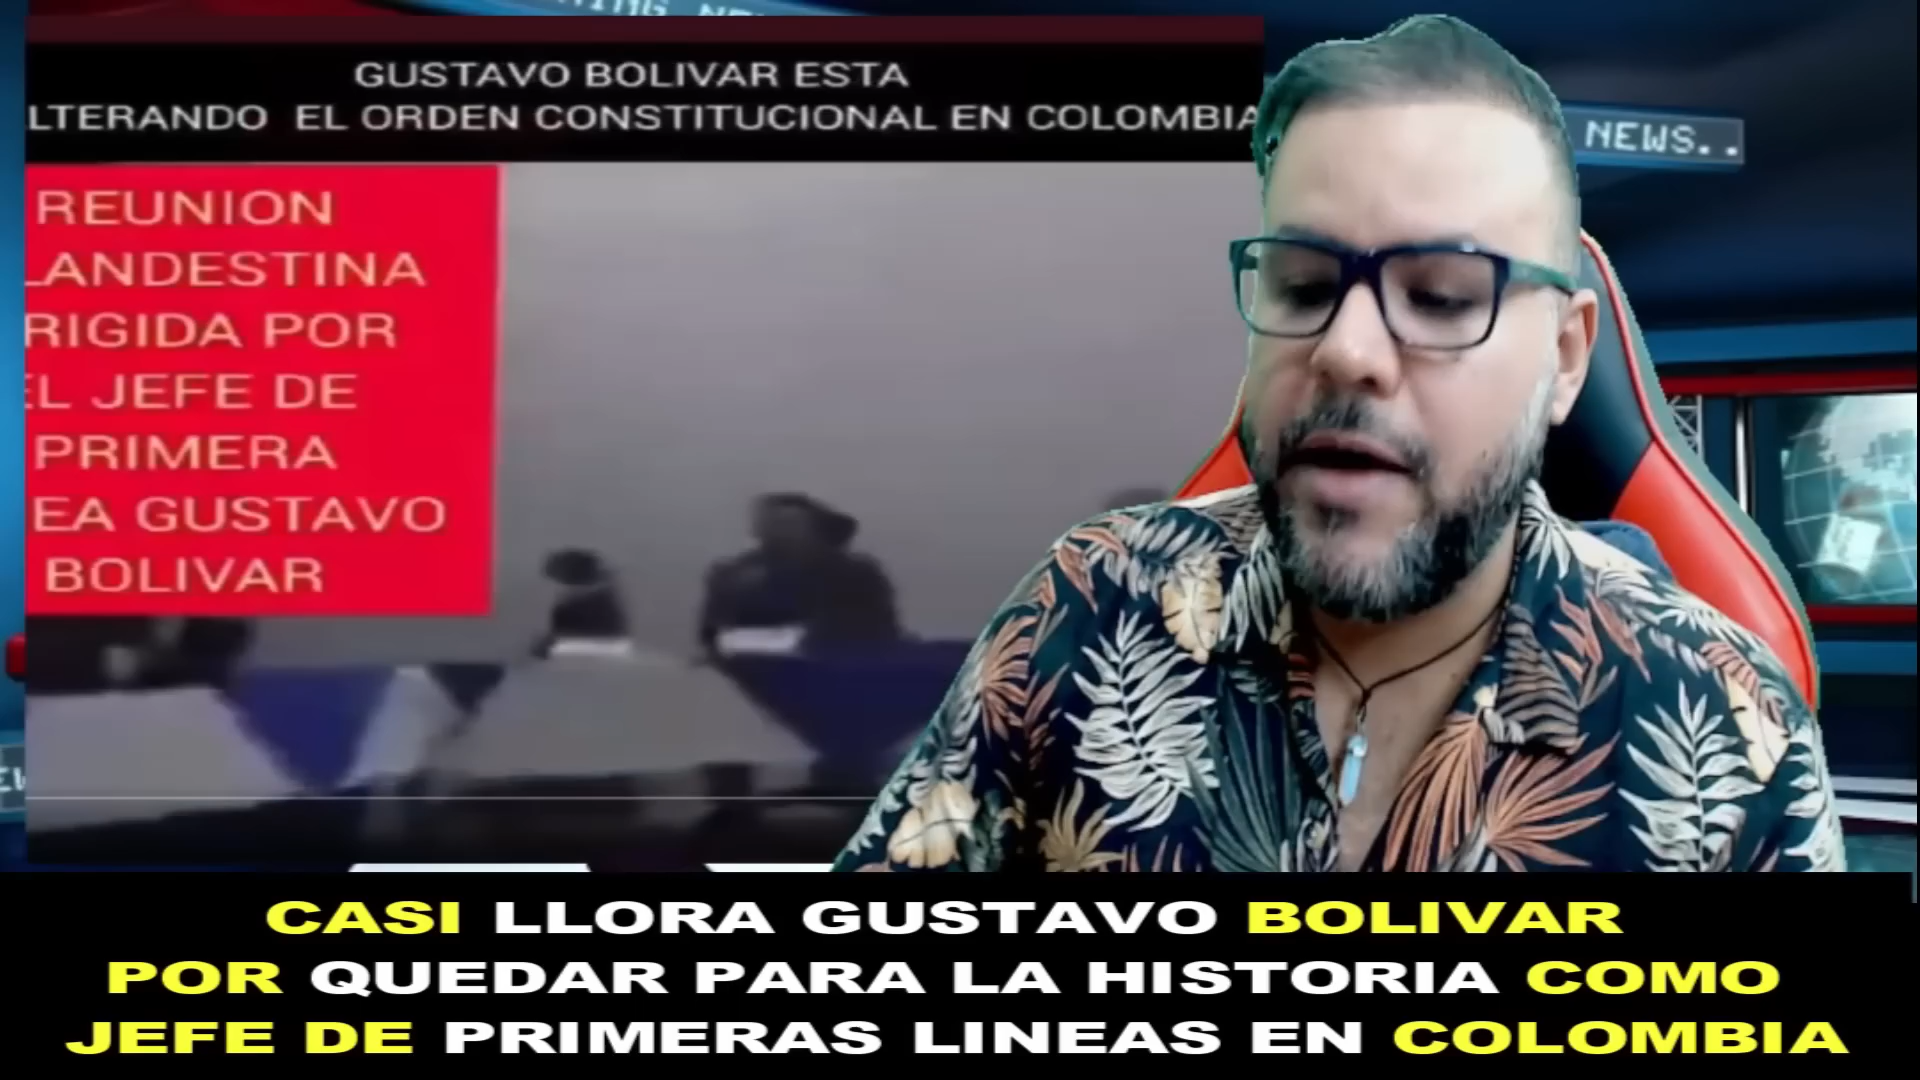 GUSTAVO BOLIVAR ESTA
LTERANDO EL ORDEN CONSTITUCIONAL EN COLOMBIA
NEWS..
REUNION
LANDESTINA
RIGIDA POR
EL JEFE DE
PRIMERA
EA GUSTAVO
BOLIVAR
CASI LLORA GUSTAVO BOLIVAR
POR QUEDAR PARA LA HISTORIA COMO
JEFE DE PRIMERAS LINEAS EN COLOMBIA